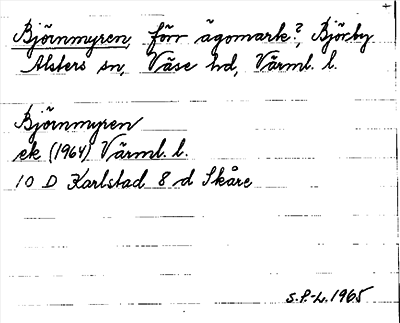 +
Björnmyren, förr ägomark?, Björby
Alsters sn, Väse hd, Värml. l.
Björnmyren
ek (1964) Värml. l.
10 D Karlstad 8 d Skåre
S.P.-L. 1965